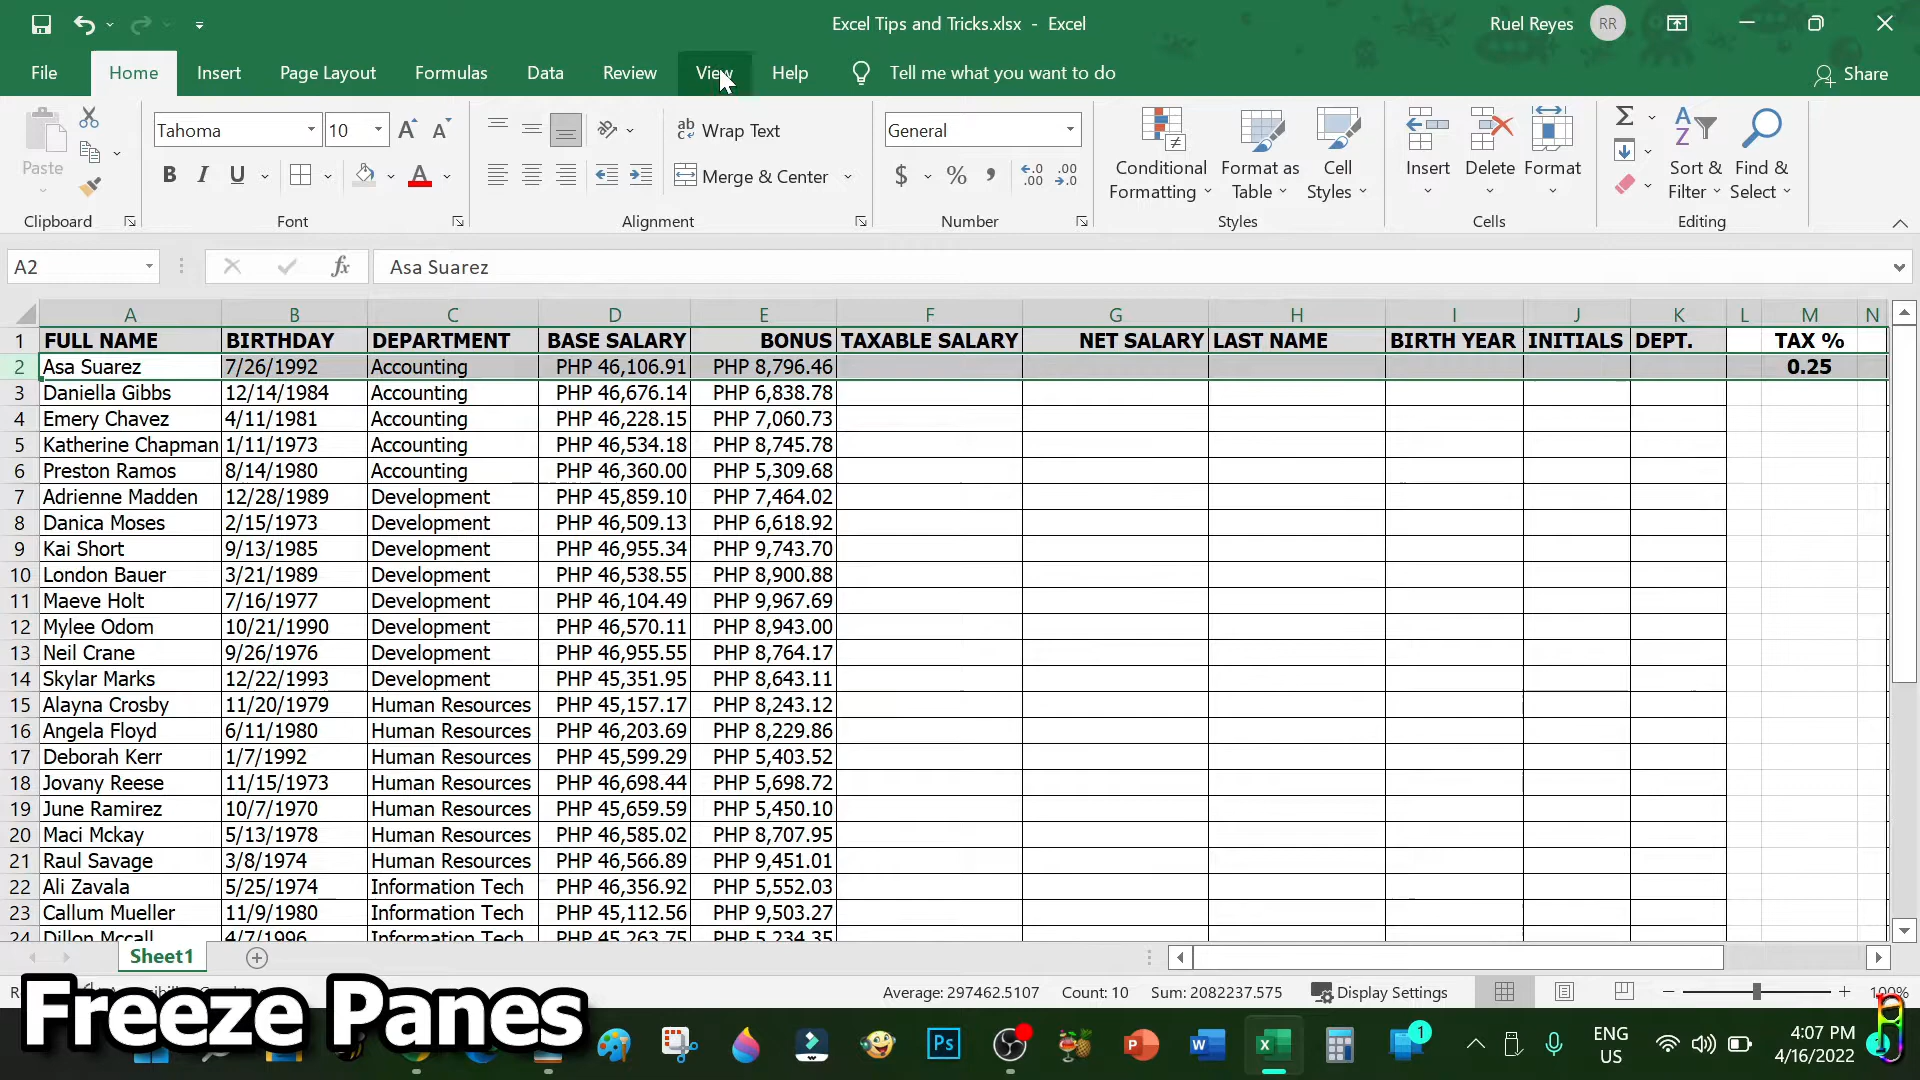 Excel Tips and Tricks.xlsx - Excel
Ruel Reyes RR
File Home Insert Page Layout Formulas Data Review View Help Tell me what you want to do Share
Paste
Clipboard
Tahoma 10
B I U A
Font
ab Wrap Text
Merge & Center
Alignment
General
$ % ,
Number
Conditional Formatting
Format as Table
Cell Styles
Styles
Insert Delete Format
Cells
Sort & Filter
Find & Select
Editing
A2 fx Asa Suarez
A B C D E F G H I J K L M N
1 FULL NAME BIRTHDAY DEPARTMENT BASE SALARY BONUS TAXABLE SALARY NET SALARY LAST NAME BIRTH YEAR INITIALS DEPT. TAX %
2 Asa Suarez 7/26/1992 Accounting PHP 46,106.91 PHP 8,796.46 0.25
3 Daniella Gibbs 12/14/1984 Accounting PHP 46,676.14 PHP 6,838.78
4 Emery Chavez 4/11/1981 Accounting PHP 46,228.15 PHP 7,060.73
5 Katherine Chapman 1/11/1973 Accounting PHP 46,534.18 PHP 8,745.78
6 Preston Ramos 8/14/1980 Accounting PHP 46,360.00 PHP 5,309.68
7 Adrienne Madden 12/28/1989 Development PHP 45,859.10 PHP 7,464.02
8 Danica Moses 2/15/1973 Development PHP 46,509.13 PHP 6,618.92
9 Kai Short 9/13/1985 Development PHP 46,955.34 PHP 9,743.70
10 London Bauer 3/21/1989 Development PHP 46,538.55 PHP 8,900.88
11 Maeve Holt 7/16/1977 Development PHP 46,104.49 PHP 9,967.69
12 Mylee Odom 10/21/1990 Development PHP 46,570.11 PHP 8,943.00
13 Neil Crane 9/26/1976 Development PHP 46,955.55 PHP 8,764.17
14 Skylar Marks 12/22/1993 Development PHP 45,351.95 PHP 8,643.11
15 Alayna Crosby 11/20/1979 Human Resources PHP 45,157.17 PHP 8,243.12
16 Angela Floyd 6/11/1980 Human Resources PHP 46,203.69 PHP 8,229.86
17 Deborah Kerr 1/7/1992 Human Resources PHP 45,599.29 PHP 5,403.52
18 Jovany Reese 11/15/1973 Human Resources PHP 46,698.44 PHP 5,698.72
19 June Ramirez 10/7/1970 Human Resources PHP 45,659.59 PHP 5,450.10
20 Maci Mckay 5/13/1978 Human Resources PHP 46,585.02 PHP 8,707.95
21 Raul Savage 3/8/1974 Human Resources PHP 46,566.89 PHP 9,451.01
22 Ali Zavala 5/25/1974 Information Tech PHP 46,356.92 PHP 5,552.03
23 Callum Mueller 11/9/1980 Information Tech PHP 45,112.56 PHP 9,503.27
24 Dillon Mccall 4/7/1996 Information Tech PHP 45,263.75 PHP 5,234.35
Sheet1
Average: 297462.5107 Count: 10 Sum: 2082237.575 Display Settings 100%
Freeze Panes
Ps P W X 1
ENG
US
4:07 PM
4/16/2022